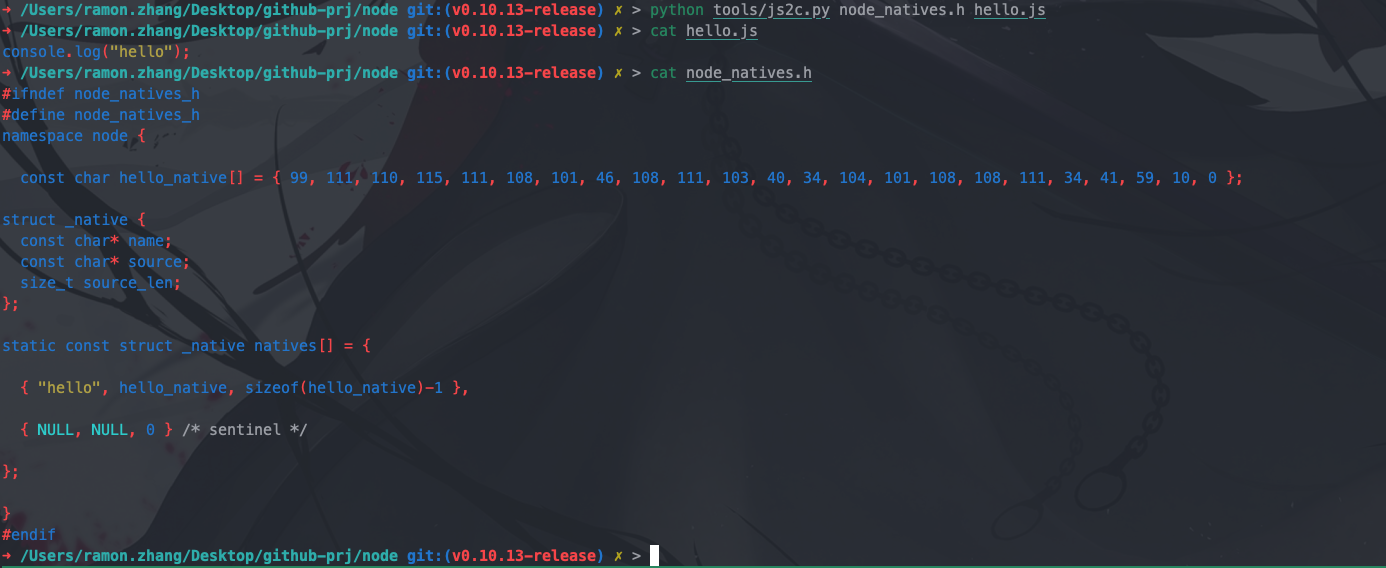 → /Users/ramon.zhang/Desktop/github-prj/node git:(v0.10.13-release) ✗ > python tools/js2c.py node_natives.h hello.js
→ /Users/ramon.zhang/Desktop/github-prj/node git:(v0.10.13-release) ✗ > cat hello.js
console.log("hello");
→ /Users/ramon.zhang/Desktop/github-prj/node git:(v0.10.13-release) ✗ > cat node_natives.h
#ifndef node_natives_h
#define node_natives_h
namespace node {
  const char hello_native[] = { 99, 111, 110, 115, 111, 108, 101, 46, 108, 111, 103, 40, 34, 104, 101, 108, 108, 111, 34, 41, 59, 10, 0 };
struct _native {
  const char* name;
  const char* source;
  size_t source_len;
};
static const struct _native natives[] = {
  { "hello", hello_native, sizeof(hello_native)-1 },
  { NULL, NULL, 0 } /* sentinel */
};
}
#endif
→ /Users/ramon.zhang/Desktop/github-prj/node git:(v0.10.13-release) ✗ >